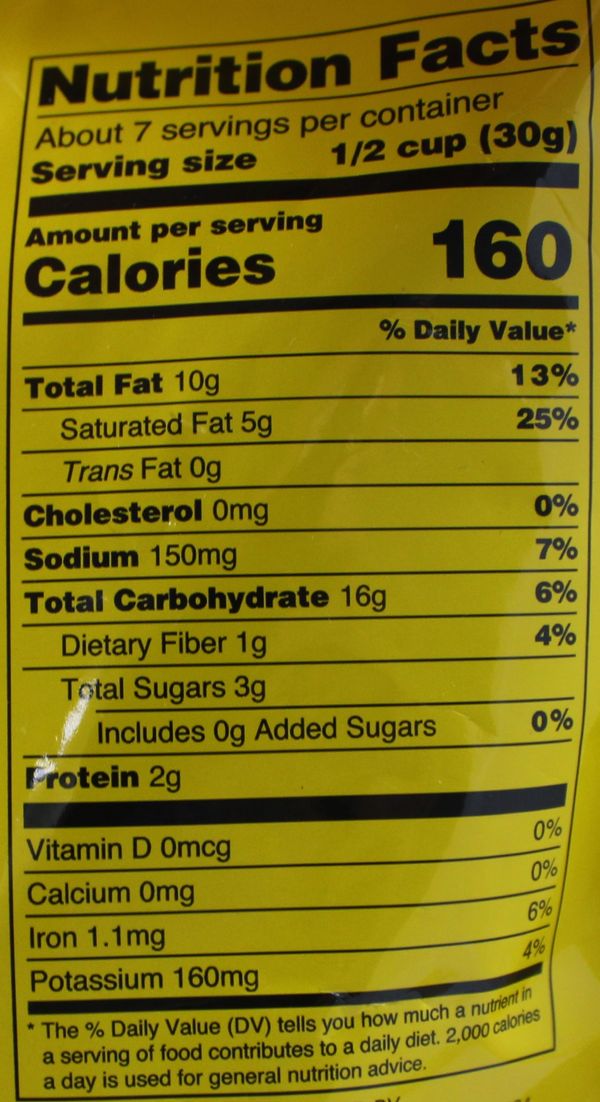 Nutrition Facts
About 7 servings per container
Serving size 1/2 cup (30g)
Amount per serving
Calories 160
% Daily Value*
Total Fat 10g 13%
Saturated Fat 5g 25%
Trans Fat 0g
Cholesterol 0mg 0%
Sodium 150mg 7%
Total Carbohydrate 16g 6%
Dietary Fiber 1g 4%
Total Sugars 3g
Includes 0g Added Sugars 0%
Protein 2g
Vitamin D 0mcg 0%
Calcium 0mg 0%
Iron 1.1mg 6%
Potassium 160mg 4%
* The % Daily Value (DV) tells you how much a nutrient in
a serving of food contributes to a daily diet. 2,000 calories
a day is used for general nutrition advice.